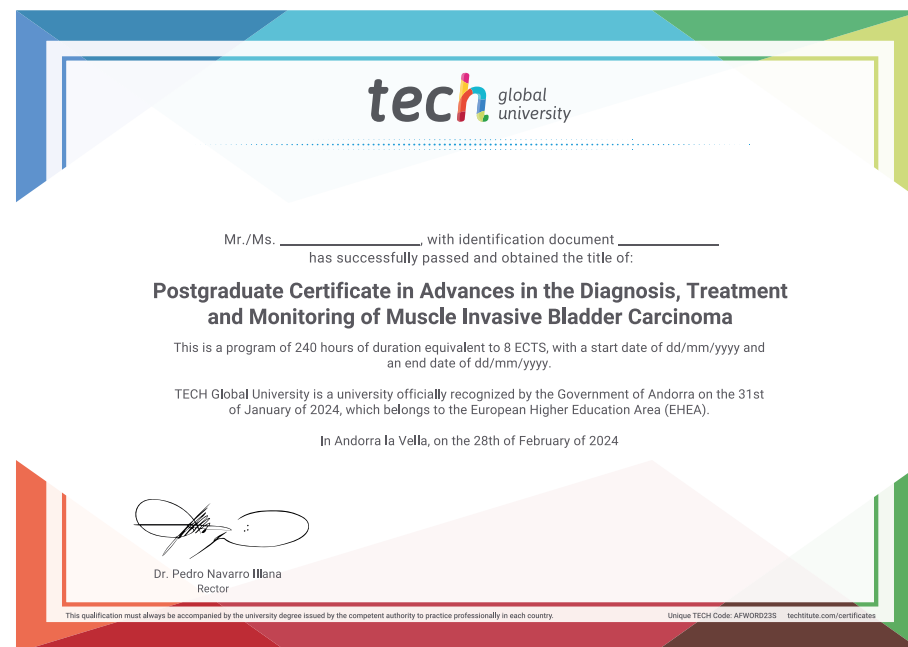 tech global university
Mr./Ms. ____________, with identification document ____________
has successfully passed and obtained the title of:
Postgraduate Certificate in Advances in the Diagnosis, Treatment
and Monitoring of Muscle Invasive Bladder Carcinoma
This is a program of 240 hours of duration equivalent to 8 ECTS, with a start date of dd/mm/yyyy and
an end date of dd/mm/yyyy.
TECH Global University is a university officially recognized by the Government of Andorra on the 31st
of January of 2024, which belongs to the European Higher Education Area (EHEA).
In Andorra la Vella, on the 28th of February of 2024
Dr. Pedro Navarro Illana
Rector
This qualification must always be accompanied by the university degree issued by the competent authority to practice professionally in each country.
Unique TECH Code: AFWORD23S techtitute.com/certificates